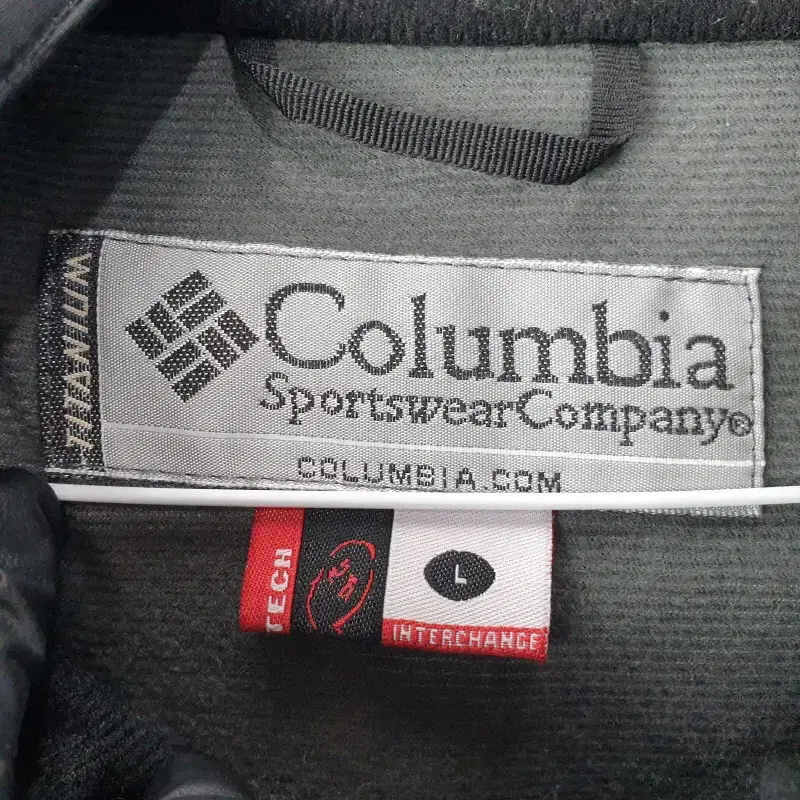 TITANIUM
Columbia
SportswearCompany®
COLUMBIA.COM
TECH
L
INTERCHANGE